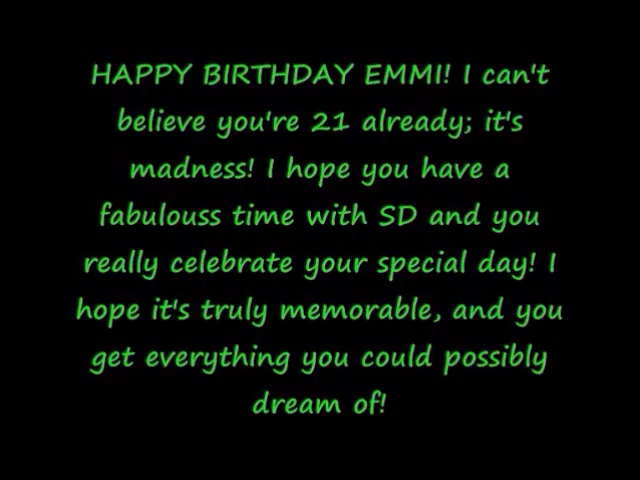 HAPPY BIRTHDAY EMMI! I can't
believe you're 21 already; it's
madness! I hope you have a
fabulouss time with SD and you
really celebrate your special day! I
hope it's truly memorable, and you
get everything you could possibly
dream of!